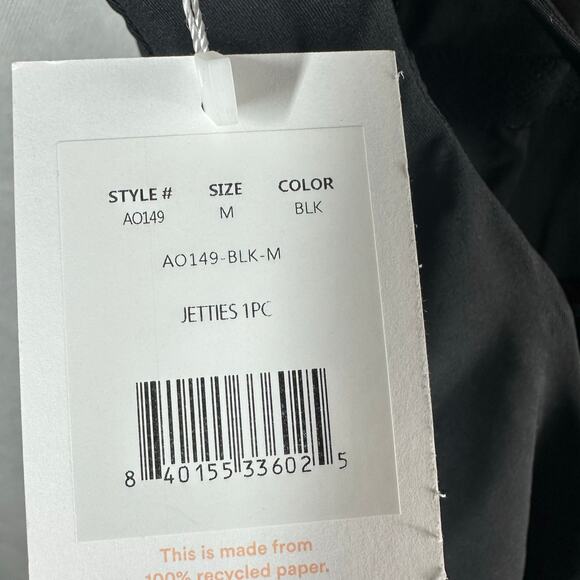 STYLE # SIZE COLOR
AO149 M BLK
AO149-BLK-M
JETTIES 1PC
8 40155 33602 5
This is made from
100% recycled paper.